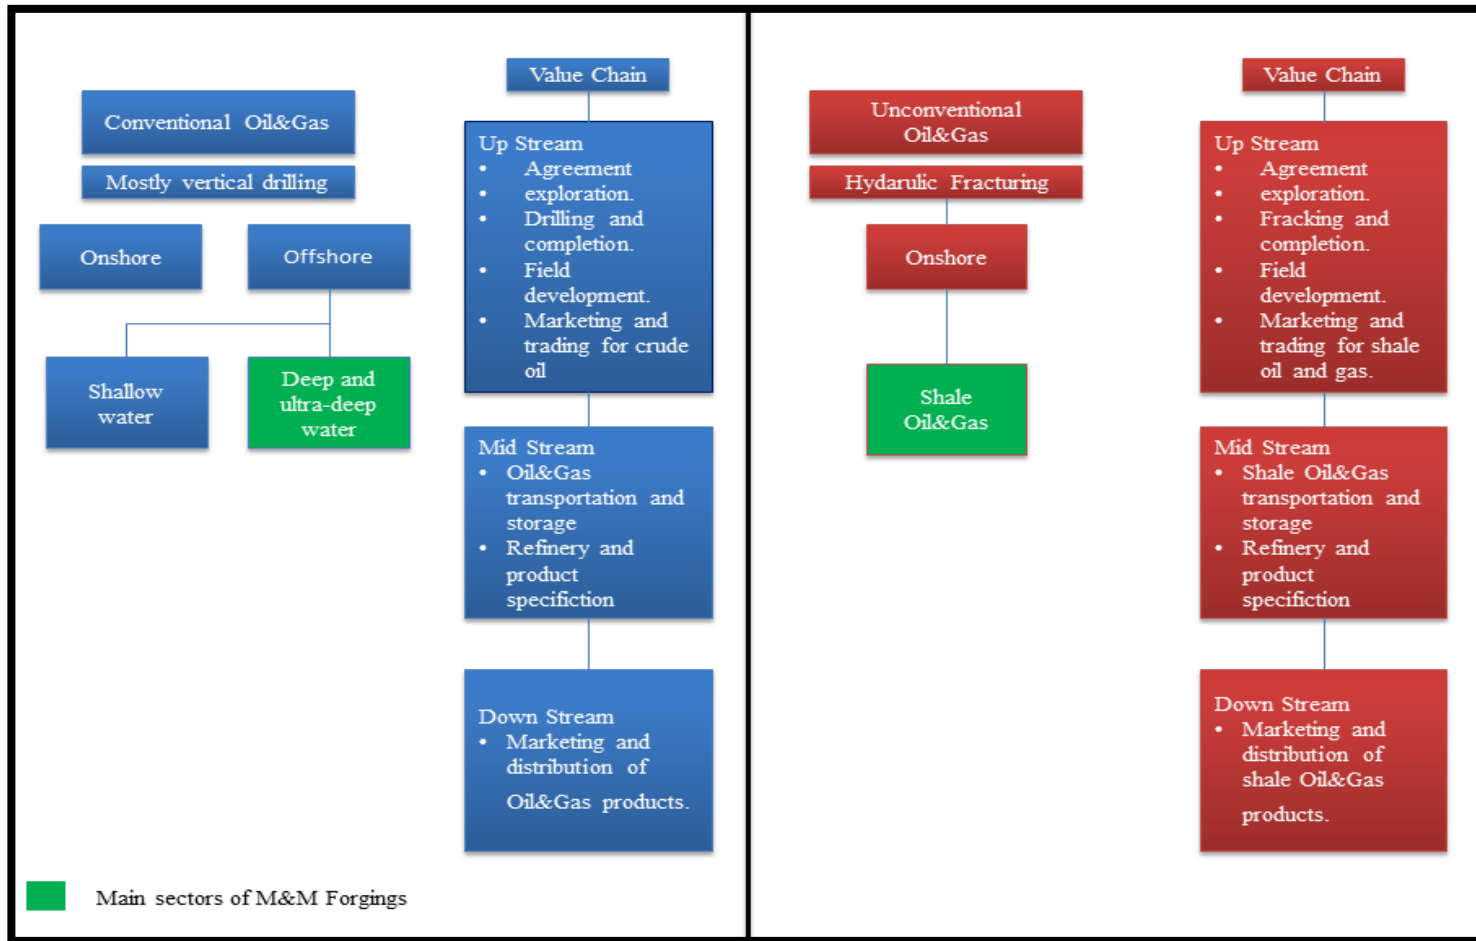 Value Chain
Conventional Oil&Gas
Mostly vertical drilling
Onshore
Offshore
Shallow
water
Deep and
ultra-deep
water
Up Stream
• Agreement
• exploration.
• Drilling and
completion.
• Field
development.
• Marketing and
trading for crude
oil
Mid Stream
• Oil&Gas
transportation and
storage
• Refinery and
product
specifiction
Down Stream
• Marketing and
distribution of
Oil&Gas products.
Main sectors of M&M Forgings
Value Chain
Unconventional
Oil&Gas
Hydarulic Fracturing
Onshore
Shale
Oil&Gas
Up Stream
• Agreement
• exploration.
• Fracking and
completion.
• Field
development.
• Marketing and
trading for shale
oil and gas.
Mid Stream
• Shale Oil&Gas
transportation and
storage
• Refinery and
product
specifiction
Down Stream
• Marketing and
distribution of
shale Oil&Gas
products.